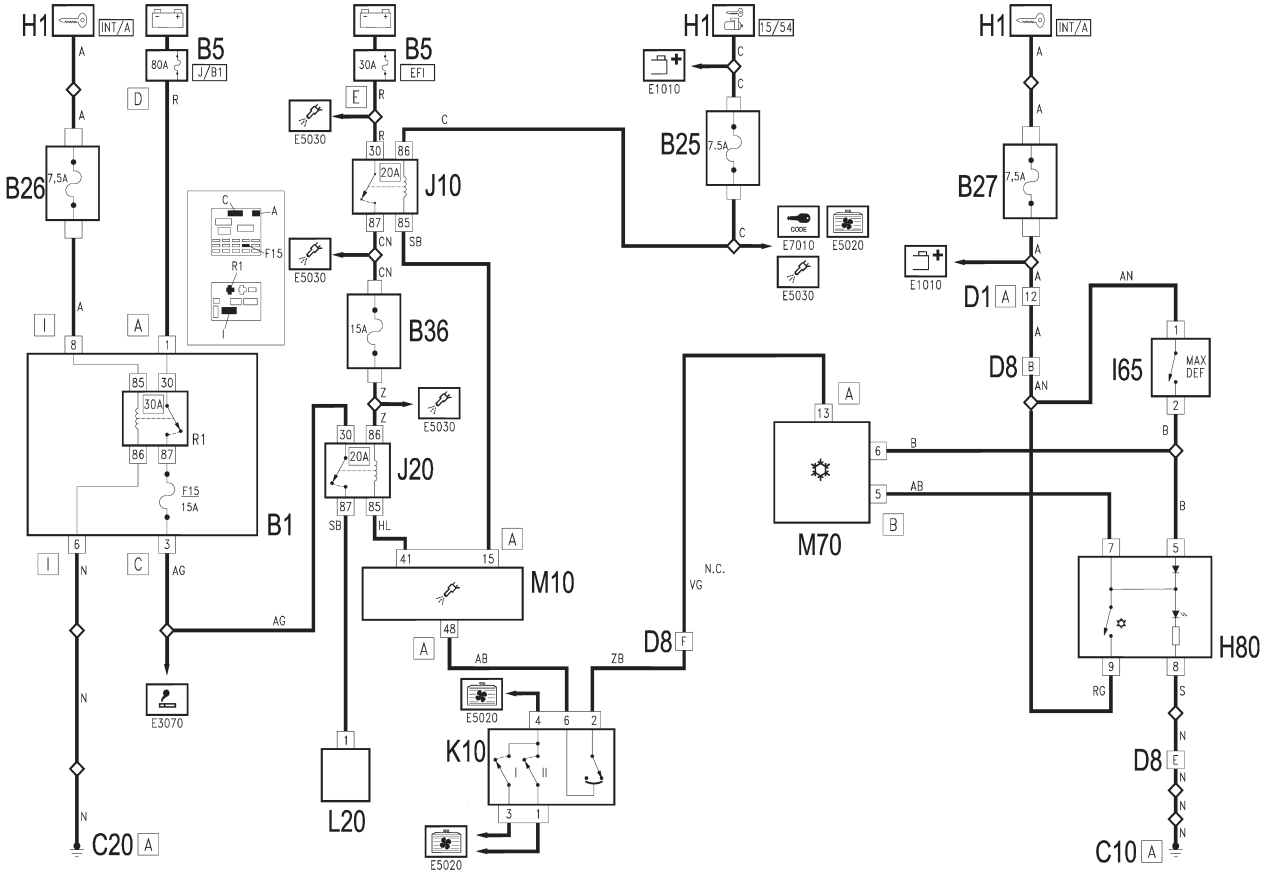 H1 INT/A
B5
80A J/B1
B5
30A EFI
H1 15/54
H1 INT/A
A
A
D
R
E
R
R
E5030
C
E1010
C
C
A
A
B26
7,5A
30 86
20A
J10
87 85
B25
7.5A
B27
7,5A
C
A
F15
R1
I
CN
SB
E5030
CN
C
CODE
E7010
E5020
E5030
A
A
E1010
D1 A 12
AN
A
I A
8 1
85 30
30A
R1
86 87
F15
15A
B1
15A
B36
Z
Z
E5030
30 86
20A
J20
87 85
SB HL
A
D8 B
AN
1
I65
MAX
DEF
2
B
A
13
6
B
5
AB
B
M70
B
A
41 15
M10
48
A
I C
6 3
N AG
AG
E3070
N
N
C20 A
1
L20
AB
N.C.
VG
D8 F
ZB
E5020
4 6 2
K10
I II
3 1
E5020
7 5
H80
9 8
RG S
N
D8 E
N
N
N
C10 A